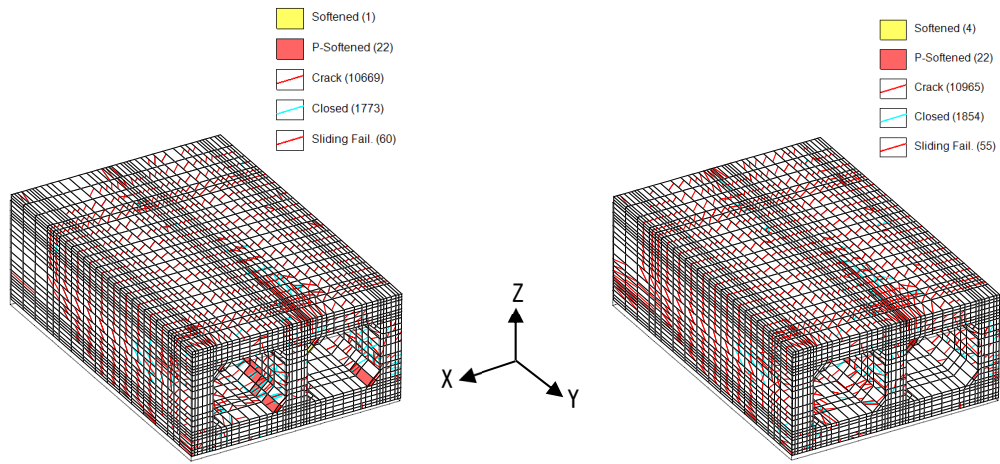 Softened (1)
P-Softened (22)
Crack (10669)
Closed (1773)
Sliding Fail. (60)
Softened (4)
P-Softened (22)
Crack (10965)
Closed (1854)
Sliding Fail. (55)
Z
X
Y